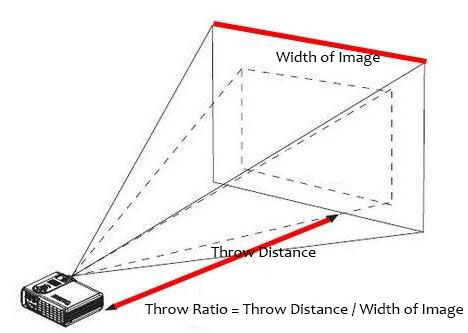 Width of Image
Throw Distance
Throw Ratio = Throw Distance / Width of Image